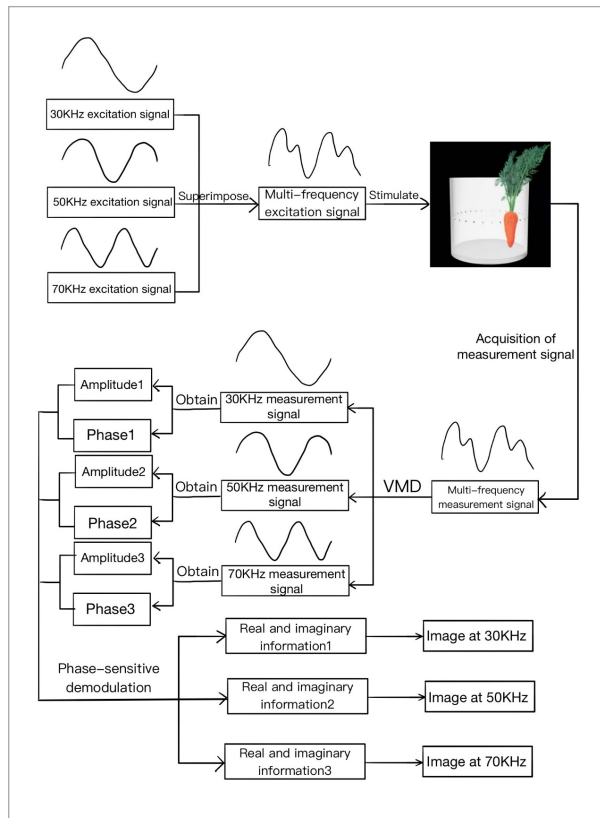 30KHz excitation signal
50KHz excitation signal
70KHz excitation signal
Superimpose
Multi-frequency
excitation signal
Stimulate
Acquisition of
measurement signal
Multi-frequency
measurement signal
VMD
30KHz measurement
signal
50KHz measurement
signal
70KHz measurement
signal
Obtain
Obtain
Obtain
Amplitude1
Phase1
Amplitude2
Phase2
Amplitude3
Phase3
Phase-sensitive
demodulation
Real and imaginary
information1
Image at 30KHz
Real and imaginary
information2
Image at 50KHz
Real and imaginary
information3
Image at 70KHz